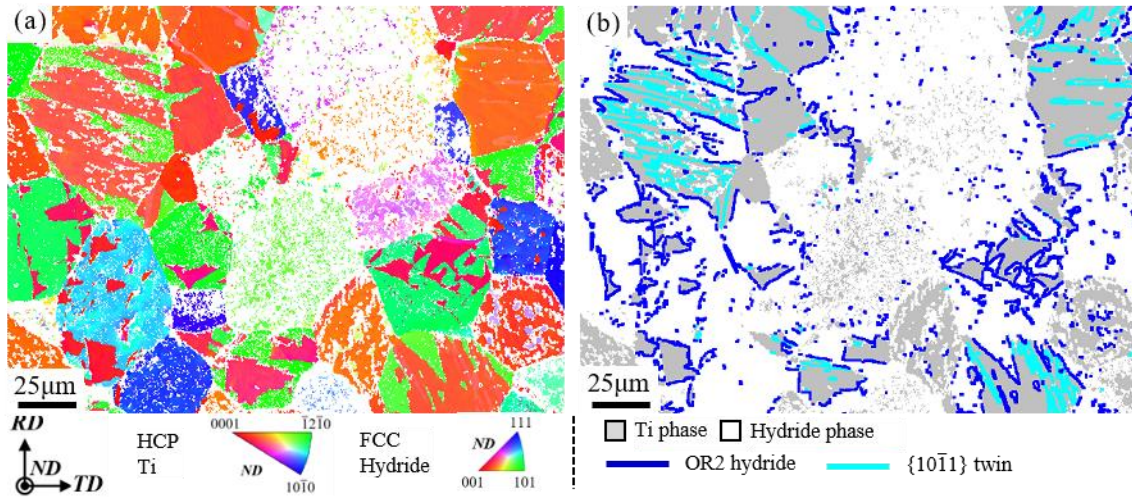 (a)
(b)
25μm
25μm
RD
ND
TD
HCP
Ti
0001
1̄21̄0
ND
101̄0
FCC
Hydride
111
ND
001
101
Ti phase
Hydride phase
OR2 hydride
{101̄1} twin